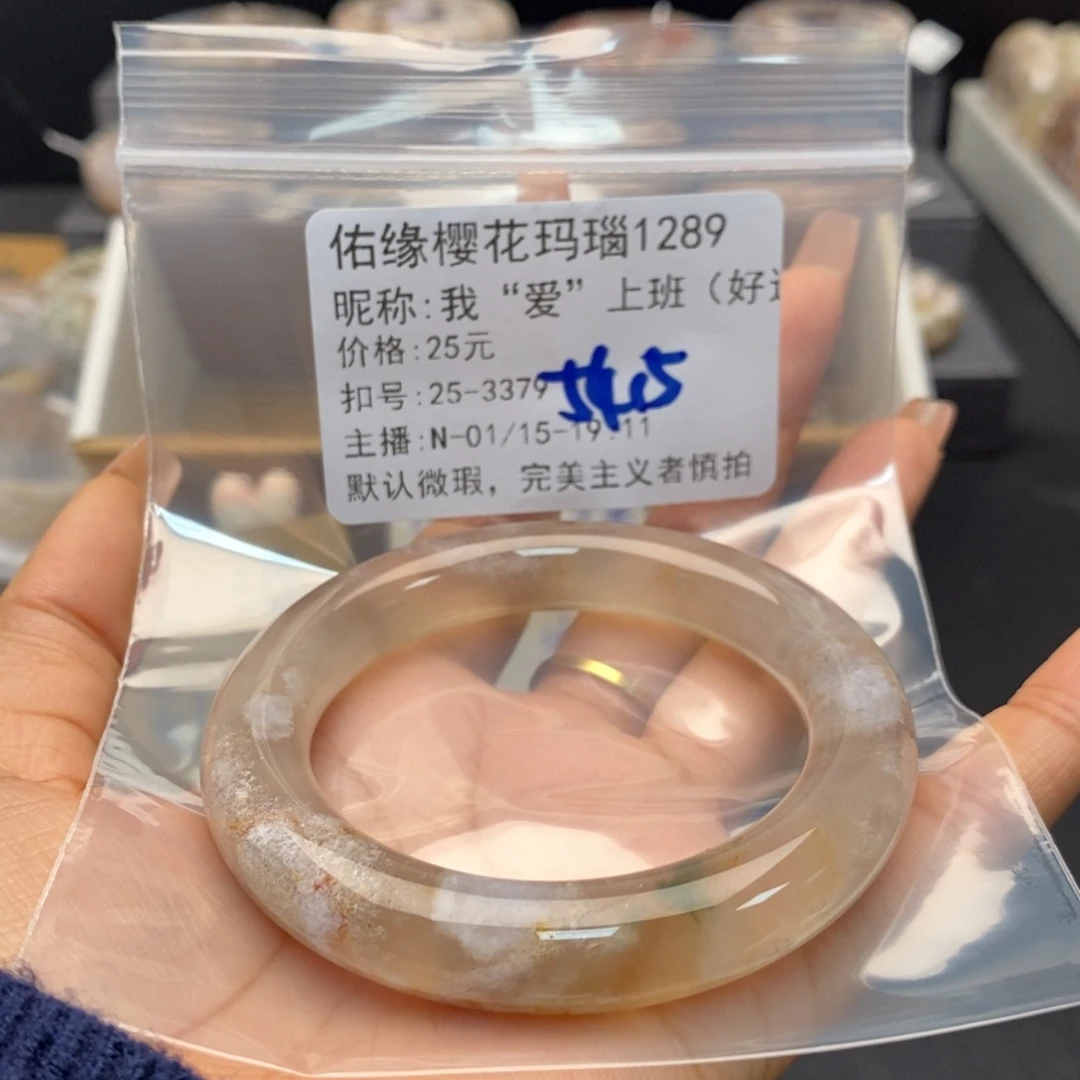 佑缘樱花玛瑙1289
昵称:我“爱”上班（好
价格:25元
扣号:25-3379
54.5
主播:N-01/15-19:11
默认微瑕，完美主义者慎拍